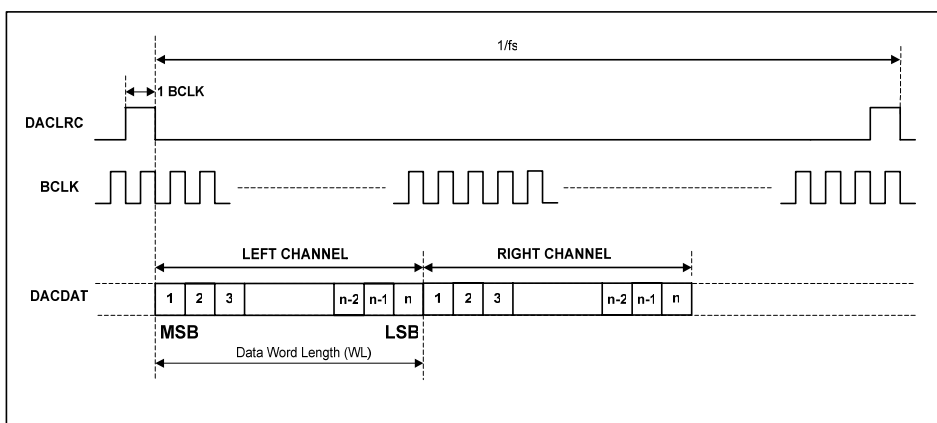 1/fs
1 BCLK
DACLRC
BCLK
LEFT CHANNEL RIGHT CHANNEL
DACDAT 1 2 3 n-2 n-1 n 1 2 3 n-2 n-1 n
MSB LSB
Data Word Length (WL)